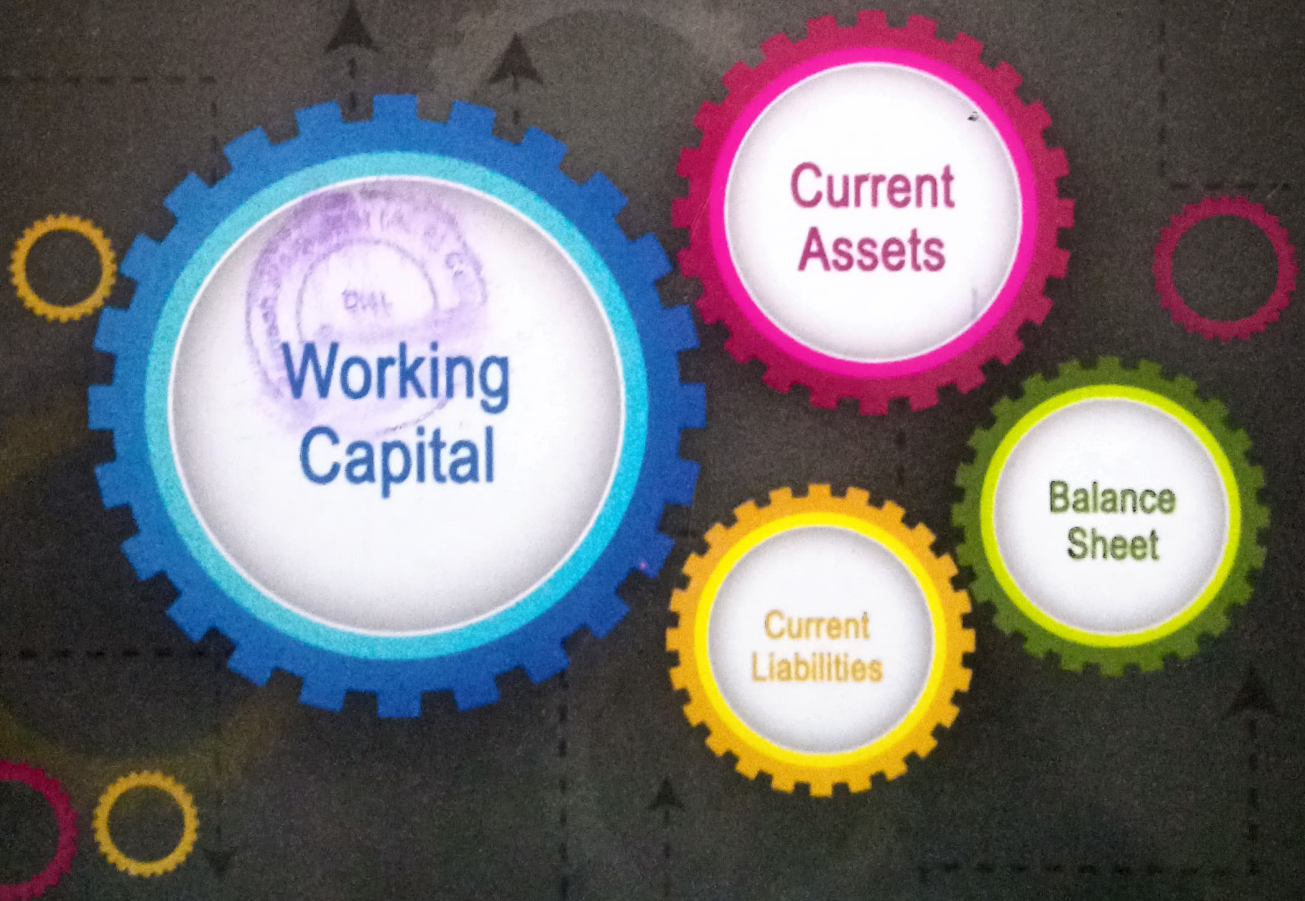 Working
Capital
Current
Assets
Balance
Sheet
Current
Liabilities